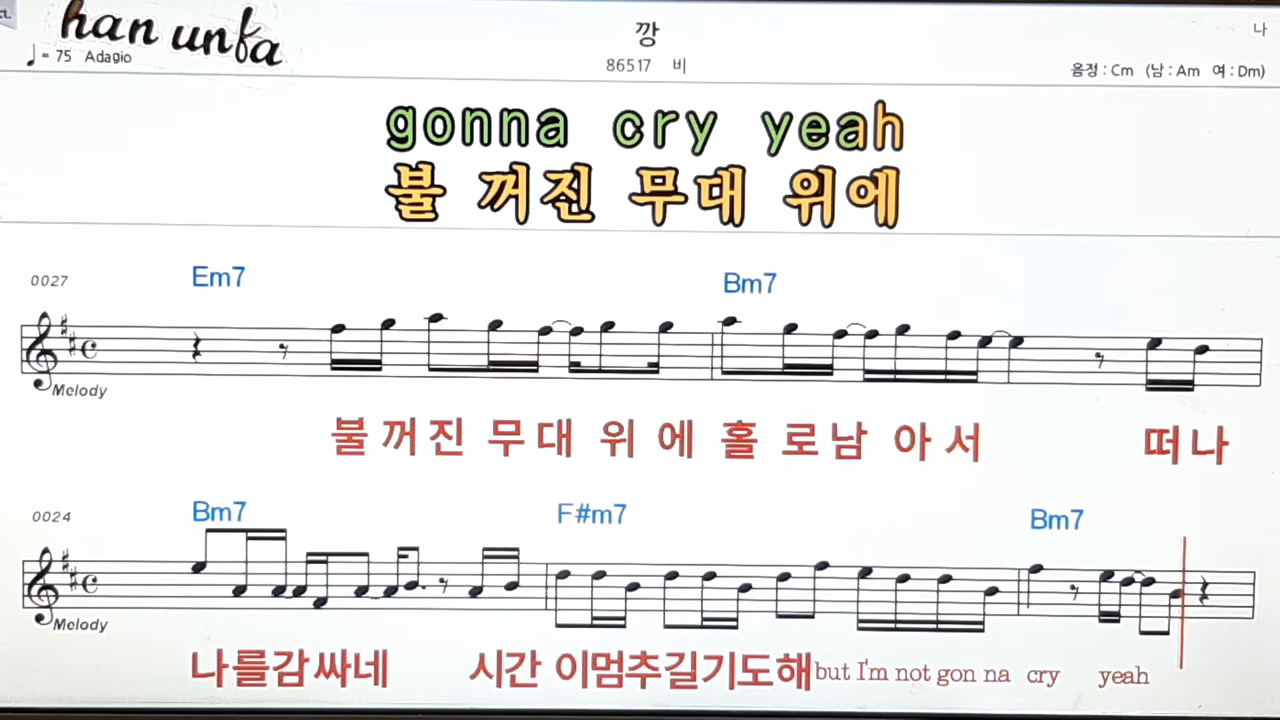 han unfa
깡
나
♩= 75 Adagio
86517 비
음정 : Cm (남 : Am 여 : Dm)
gonna cry yeah
불 꺼진 무대 위에
0027
Em7
Bm7
Melody
불 꺼 진 무 대 위 에 홀 로 남 아 서 떠 나
0024
Bm7
F#m7
Bm7
Melody
나를감싸네 시간 이멈추길기도해but I'm not gon na cry yeah